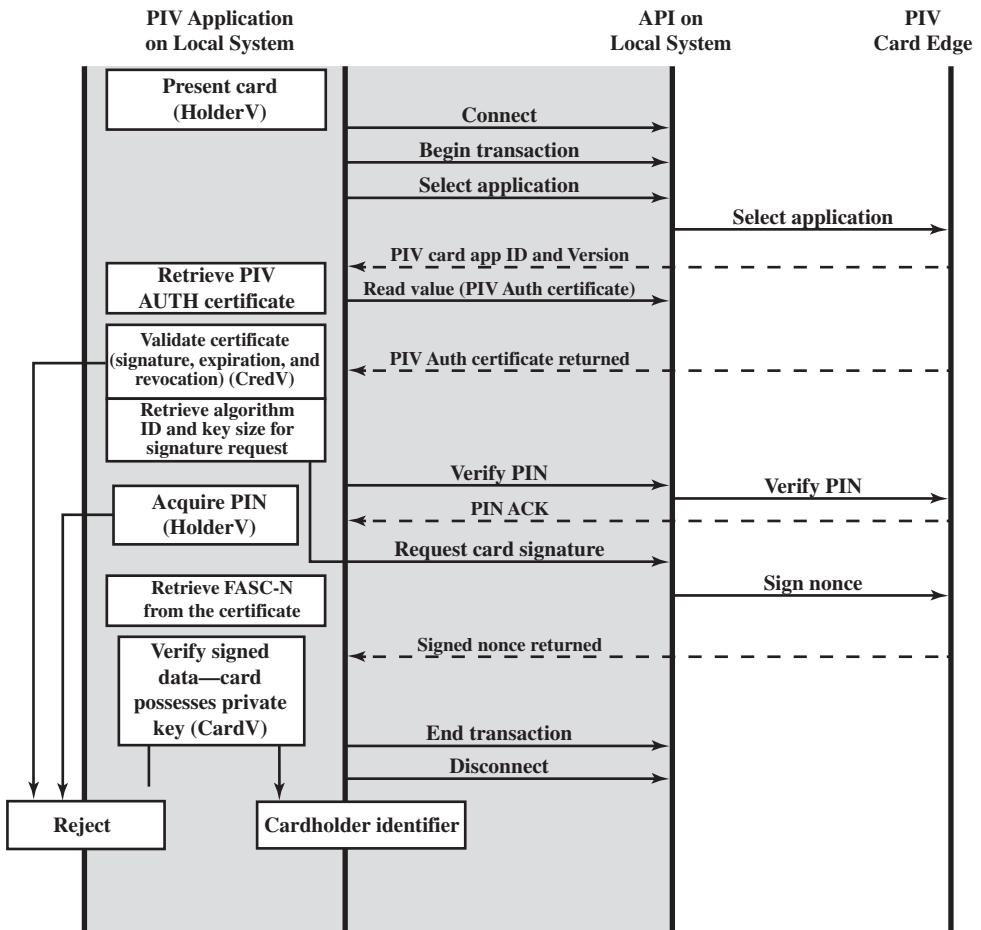 PIV Application
on Local System
API on
Local System
PIV
Card Edge
Present card
(HolderV)
Connect
Begin transaction
Select application
Select application
PIV card app ID and Version
Retrieve PIV
AUTH certificate
Read value (PIV Auth certificate)
Validate certificate
(signature, expiration, and
revocation) (CredV)
PIV Auth certificate returned
Retrieve algorithm
ID and key size for
signature request
Verify PIN
Verify PIN
Acquire PIN
(HolderV)
PIN ACK
Request card signature
Retrieve FASC-N
from the certificate
Sign nonce
Signed nonce returned
Verify signed
data—card
possesses private
key (CardV)
End transaction
Disconnect
Reject
Cardholder identifier